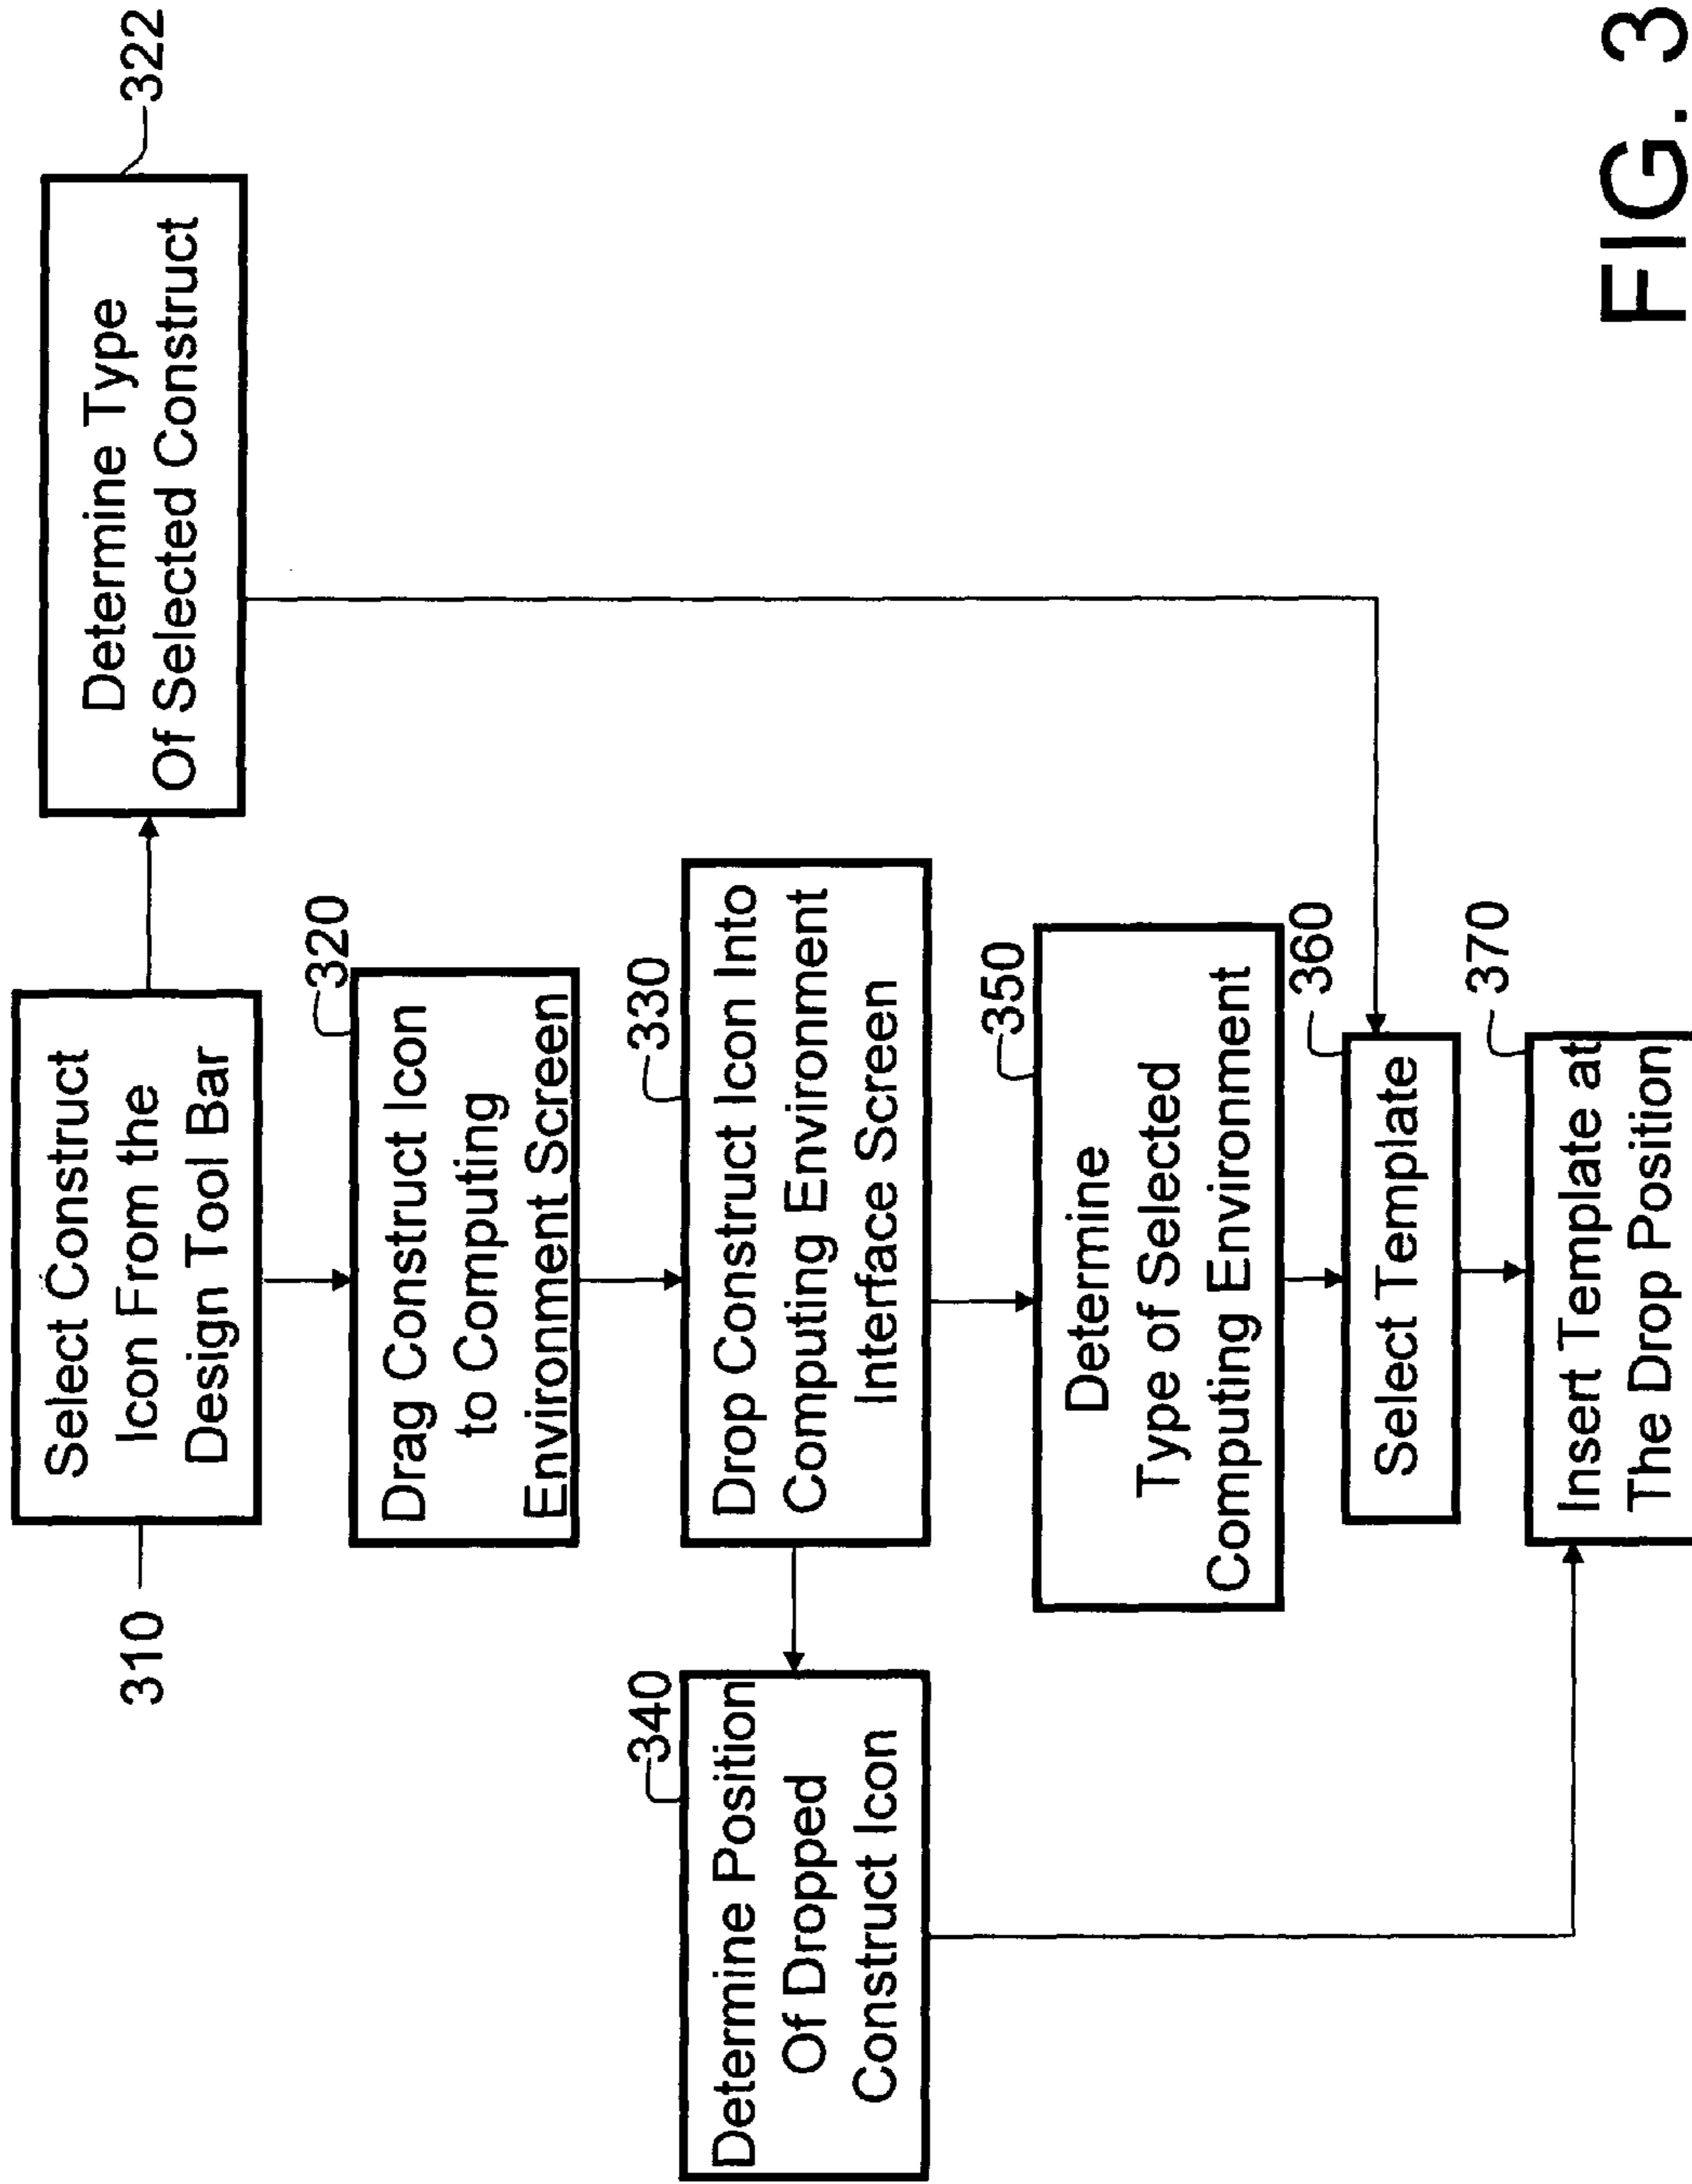 310
Select Construct
Icon From the
Design Tool Bar
Determine Type
Of Selected Construct
322
320
Drag Construct Icon
to Computing
Environment Screen
330
Drop Construct Icon Into
Computing Environment
Interface Screen
340
Determine Position
Of Dropped
Construct Icon
350
Determine
Type of Selected
Computing Environment
360
Select Template
370
Insert Template at
The Drop Position
FIG. 3